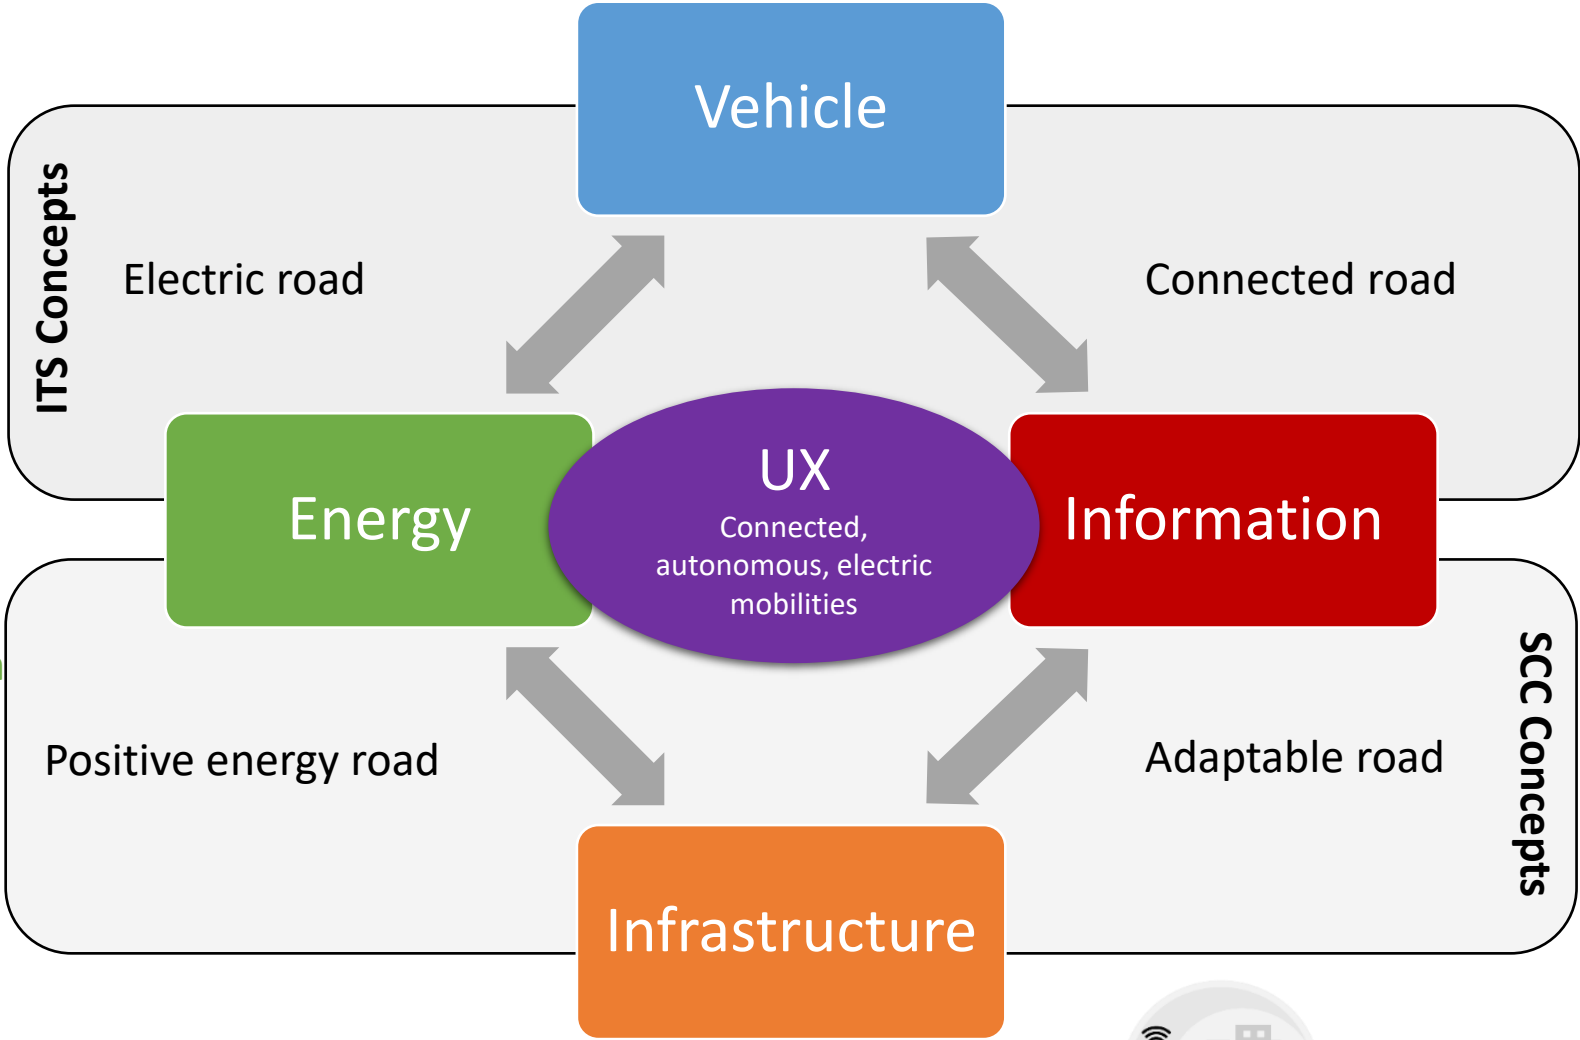 Vehicle
ITS Concepts
Electric road
Connected road
Energy
UX
Connected,
autonomous, electric
mobilities
Information
Positive energy road
Adaptable road
SCC Concepts
Infrastructure